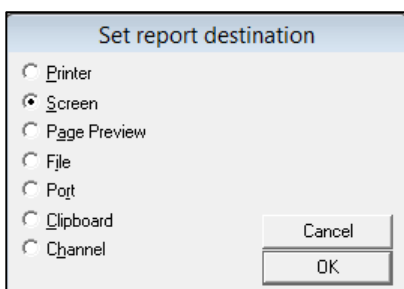 Set report destination
Printer
Screen
Page Preview
File
Port
Clipboard
Channel
Cancel
OK